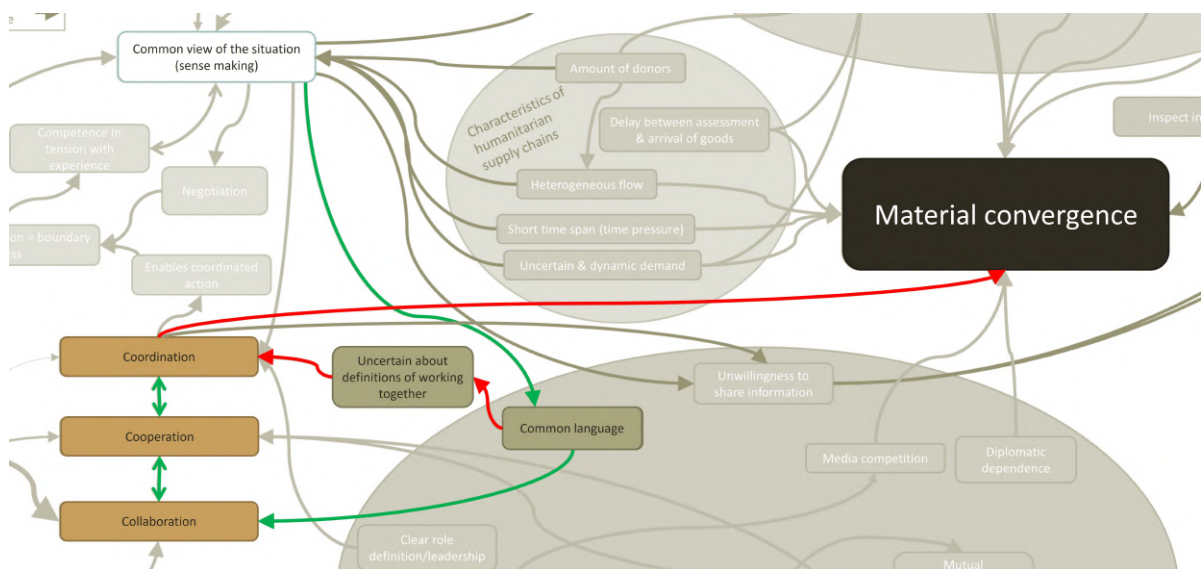 e
Common view of the situation
(sense making)
Amount of donors
Characteristics of
humanitarian
supply chains
Delay between assessment
& arrival of goods
Inspect in
Competence in
tension with
experience
Negotiation
Heterogeneous flow
Material convergence
Short time span (time pressure)
on = boundary
ess
Uncertain & dynamic demand
Enables coordinated
action
Coordination
Uncertain about
definitions of working
together
Unwillingness to
share information
Common language
Cooperation
Media competition
Diplomatic
dependence
Collaboration
Clear role
definition/leadership
Mutual